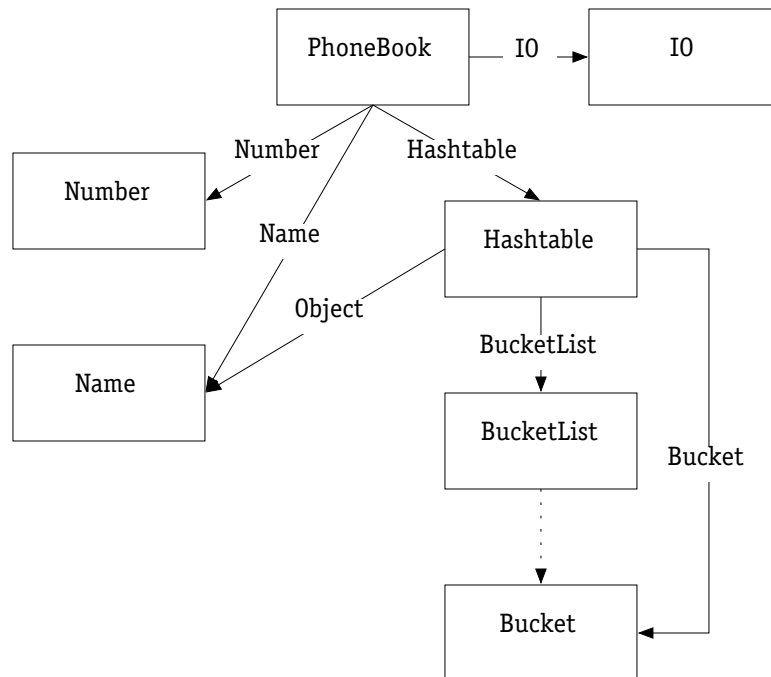 PhoneBook
IO
IO
Number
Hashtable
Number
Name
Hashtable
Object
BucketList
Name
BucketList
Bucket
Bucket